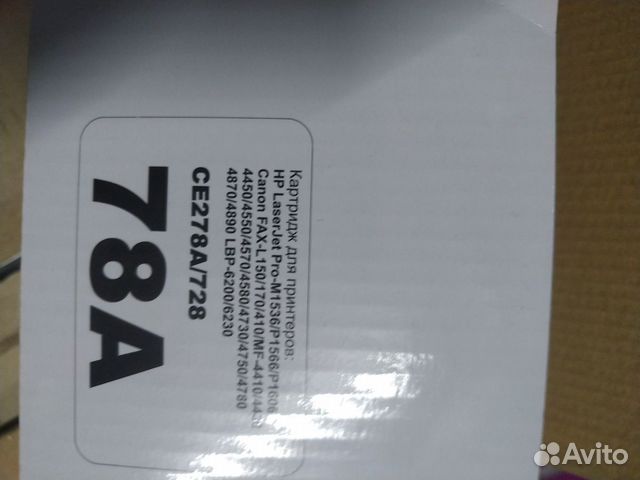 Картридж для принтеров:
HP LaserJet Pro-M1536/P1566/P1606
Canon FAX-L150/170/410/MF-4410/4430
4450/4550/4570/4580/4730/4750/4780
4870/4890 LBP-6200/6230
CE278A/728
78A
Avito